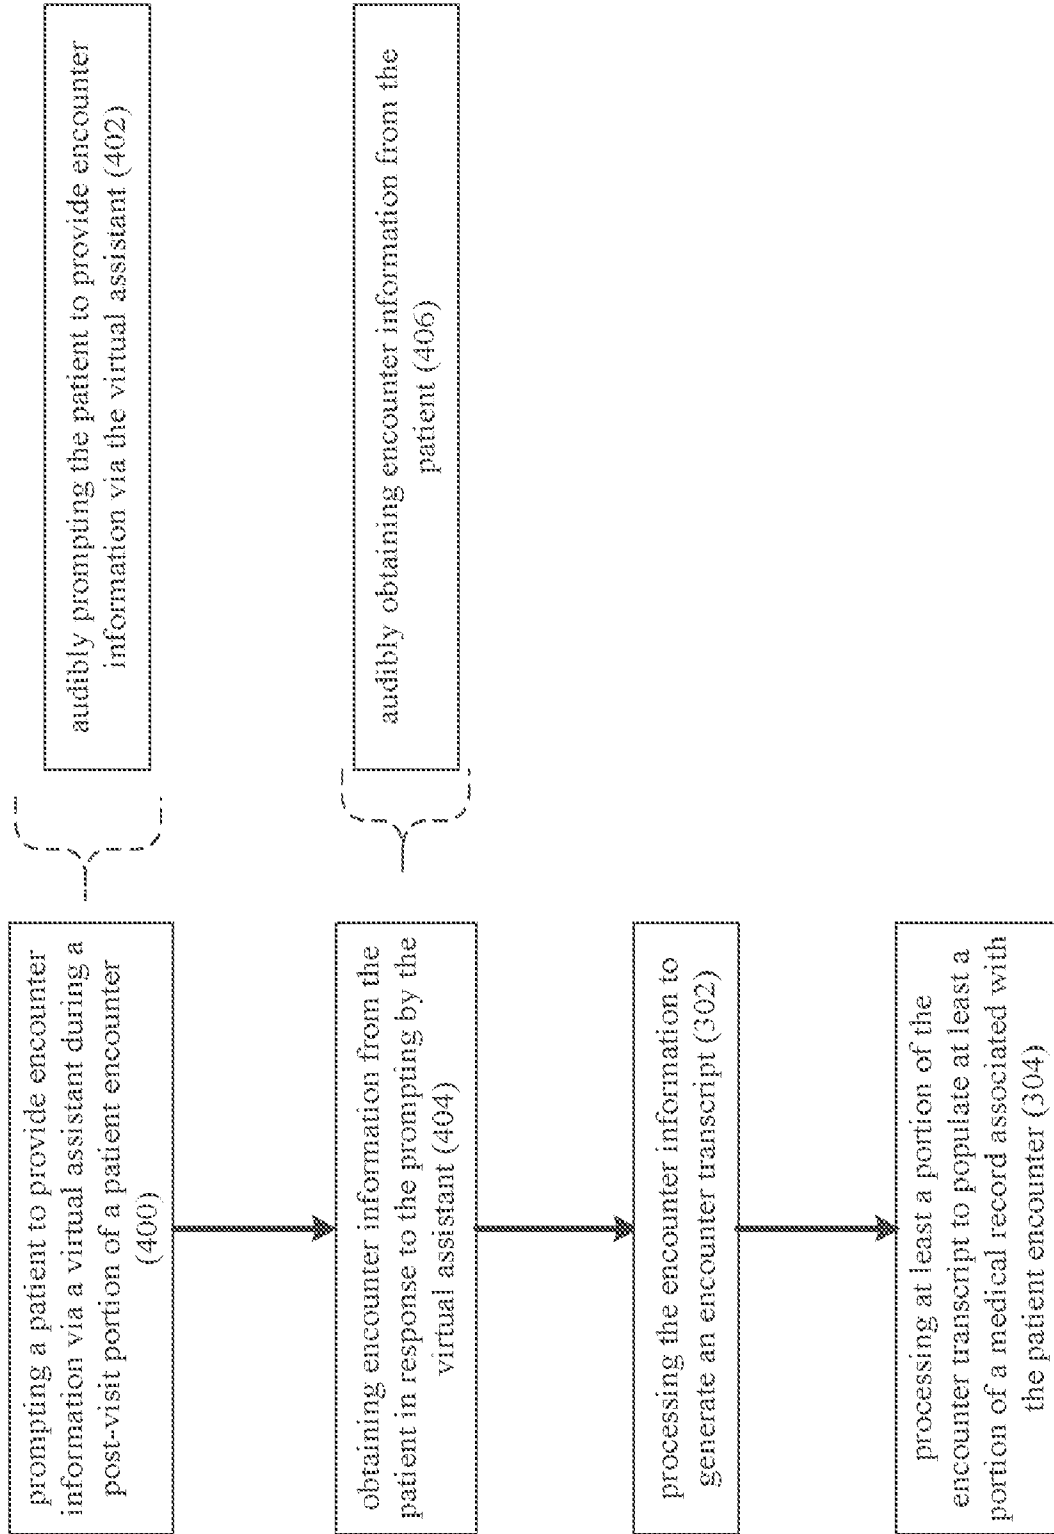 prompting a patient to provide encounter
information via a virtual assistant during a
post-visit portion of a patient encounter
(400)
audibly prompting the patient to provide encounter
information via the virtual assistant (402)
obtaining encounter information from the
patient in response to the prompting by the
virtual assistant (404)
audibly obtaining encounter information from the
patient (406)
processing the encounter information to
generate an encounter transcript (302)
processing at least a portion of the
encounter transcript to populate at least a
portion of a medical record associated with
the patient encounter (304)